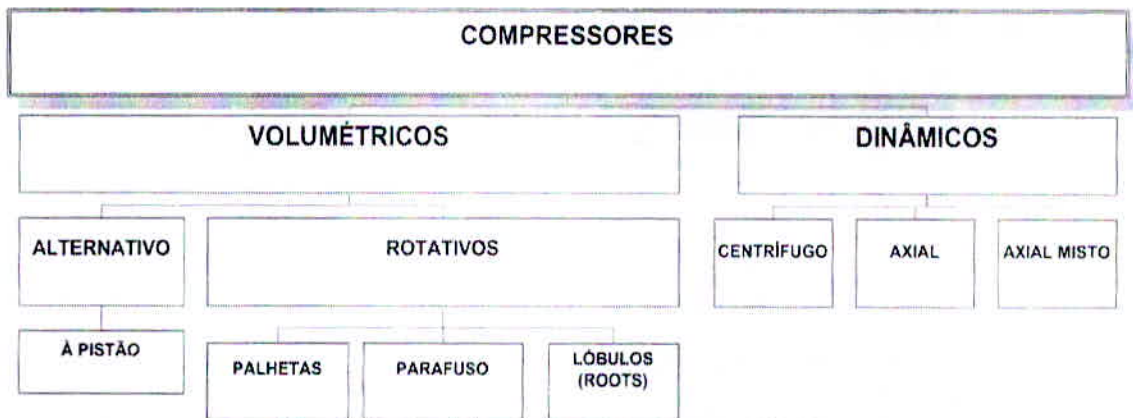 COMPRESSORES
VOLUMÉTRICOS
DINÂMICOS
ALTERNATIVO
ROTATIVOS
CENTRÍFUGO
AXIAL
AXIAL MISTO
À PISTÃO
PALHETAS
PARAFUSO
LÓBULOS
(ROOTS)